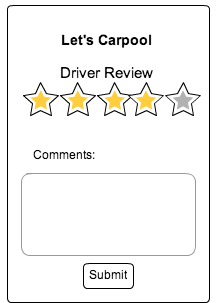 Let's Carpool
Driver Review
Comments:
Submit